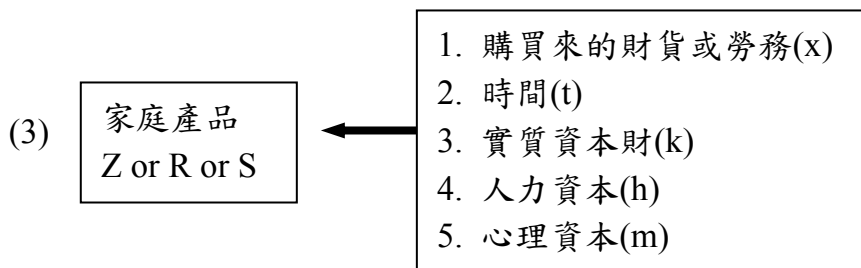 (3)
家庭產品
Z or R or S
1. 購買來的財貨或勞務(x)
2. 時間(t)
3. 實質資本財(k)
4. 人力資本(h)
5. 心理資本(m)